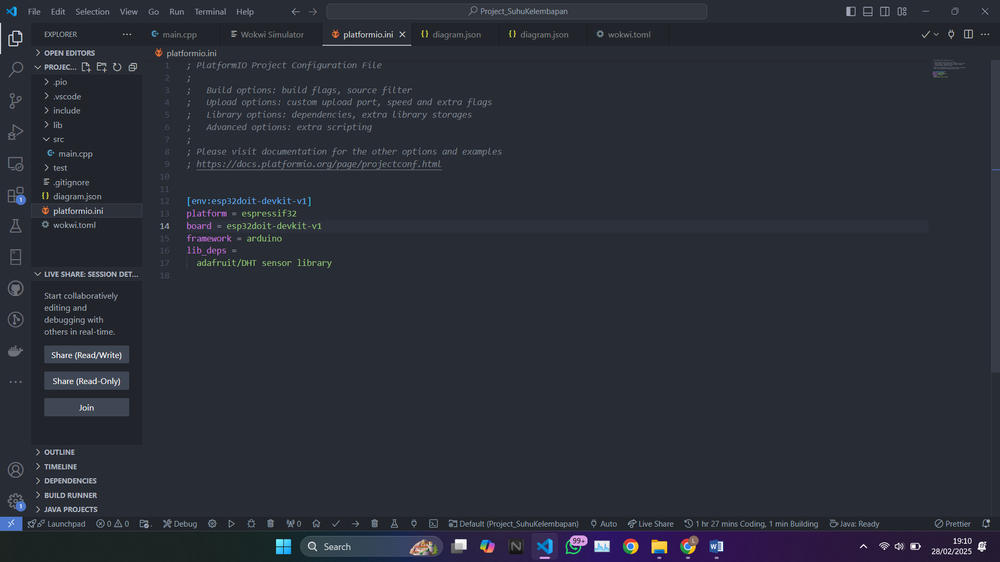 File Edit Selection View Go Run Terminal Help
Project_SuhuKelembapan
EXPLORER
main.cpp
Wokwi Simulator
platformio.ini
diagram.json
diagram.json
wokwi.toml
OPEN EDITORS
PROJEC...
.pio
.vscode
include
lib
src
main.cpp
test
.gitignore
diagram.json
platformio.ini
wokwi.toml
LIVE SHARE: SESSION DET...
Start collaboratively
editing and
debugging with
others in real-time.
Share (Read/Write)
Share (Read-Only)
Join
OUTLINE
TIMELINE
DEPENDENCIES
BUILD RUNNER
JAVA PROJECTS
1
1
platformio.ini
1 ; PlatformIO Project Configuration File
2 ;
3 ;   Build options: build flags, source filter
4 ;   Upload options: custom upload port, speed and extra flags
5 ;   Library options: dependencies, extra library storages
6 ;   Advanced options: extra scripting
7 ;
8 ; Please visit documentation for the other options and examples
9 ; https://docs.platformio.org/page/projectconf.html
10
11
12 [env:esp32doit-devkit-v1]
13 platform = espressif32
14 board = esp32doit-devkit-v1
15 framework = arduino
16 lib_deps =
17   adafruit/DHT sensor library
18
Launchpad 0 0 Debug 0 Default (Project_SuhuKelembapan) Auto Live Share 1 hr 27 mins Coding, 1 min Building Java: Ready Prettier
Search
99+
L
19:10
28/02/2025